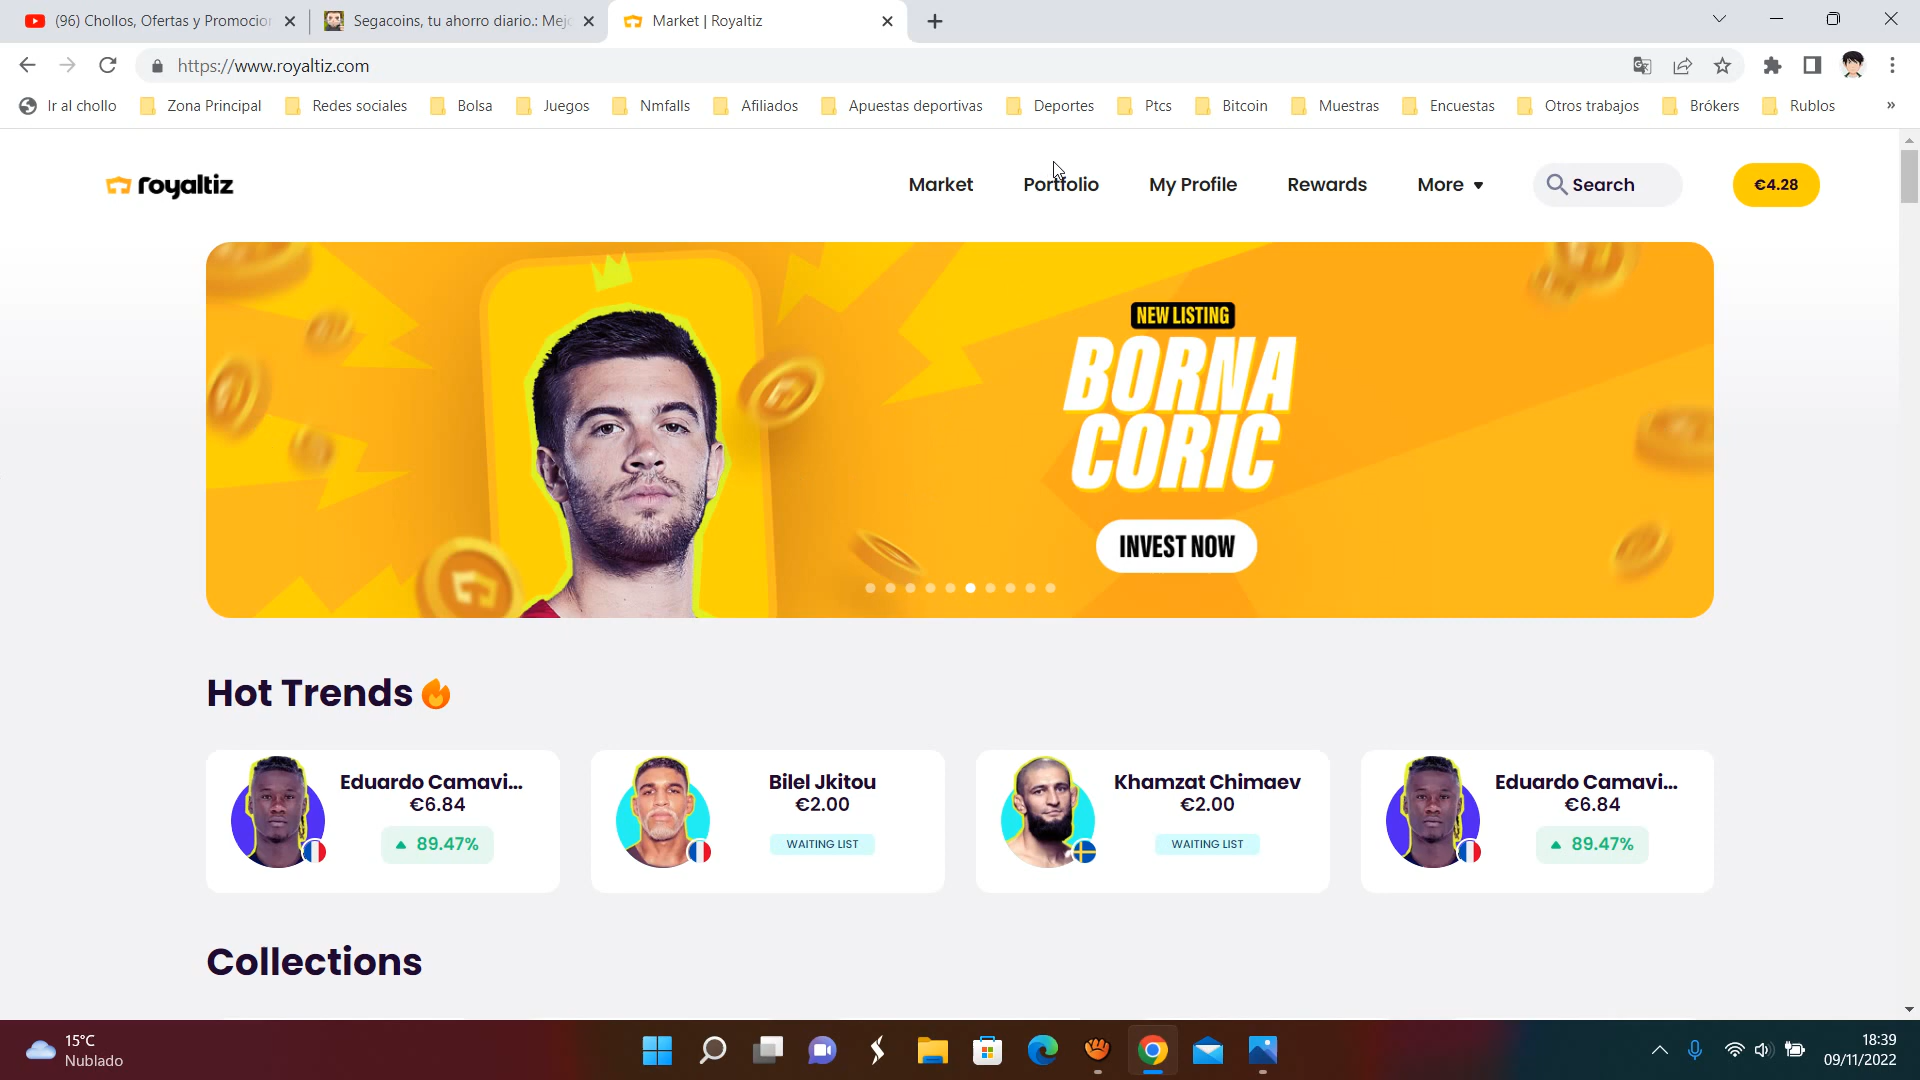 (96) Chollos, Ofertas y Promocion
Segacoins, tu ahorro diario.: Mejo
Market | Royaltiz
https://www.royaltiz.com
Ir al chollo
Zona Principal
Redes sociales
Bolsa
Juegos
Nmfalls
Afiliados
Apuestas deportivas
Deportes
Ptcs
Bitcoin
Muestras
Encuestas
Otros trabajos
Brókers
Rublos
»
royaltiz
Market
Portfolio
My Profile
Rewards
More
Search
€4.28
NEW LISTING
BORNA
CORIC
INVEST NOW
Hot Trends
Eduardo Camavi...
€6.84
89.47%
Bilel Jkitou
€2.00
WAITING LIST
Khamzat Chimaev
€2.00
WAITING LIST
Eduardo Camavi...
€6.84
89.47%
Collections
15°C
Nublado
18:39
09/11/2022